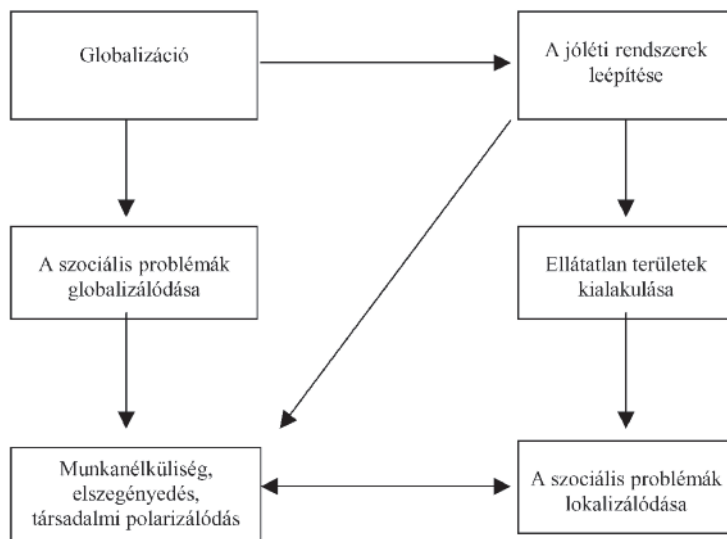 Globalizáció
A jóléti rendszerek
leépítése
A szociális problémák
globalizálódása
Ellátatlan területek
kialakulása
Munkanélküliség,
elszegényedés,
társadalmi polarizálódás
A szociális problémák
lokalizálódása